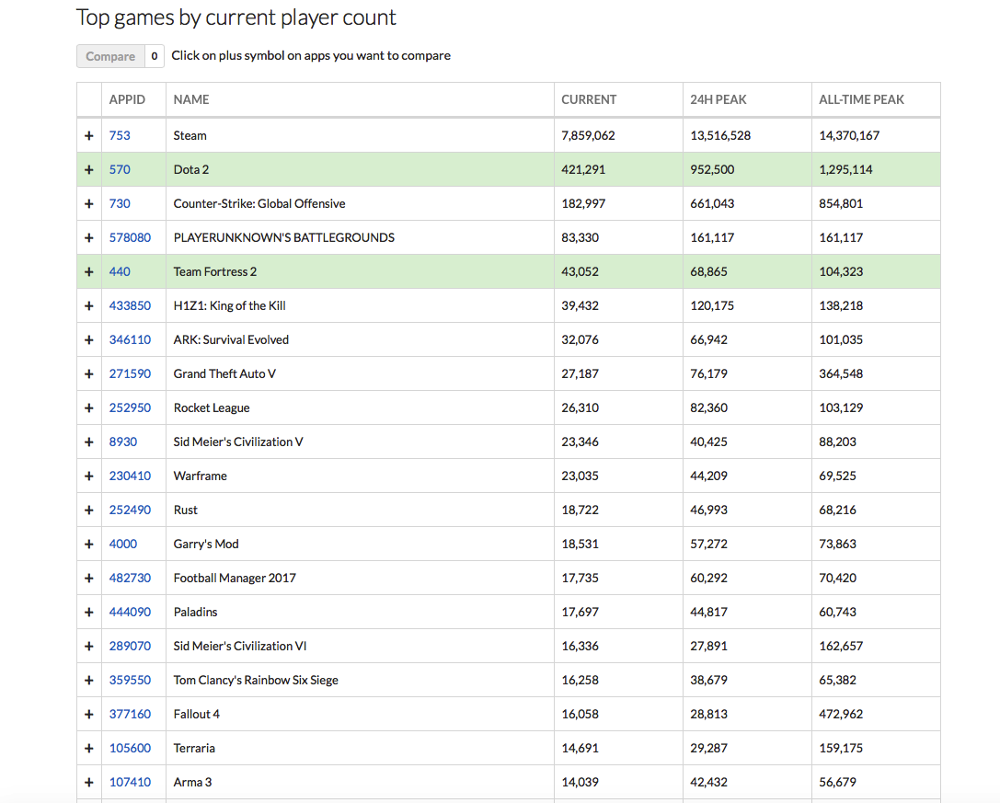 Top games by current player count
Compare 0 Click on plus symbol on apps you want to compare
APPID NAME CURRENT 24H PEAK ALL-TIME PEAK
+ 753 Steam 7,859,062 13,516,528 14,370,167
+ 570 Dota 2 421,291 952,500 1,295,114
+ 730 Counter-Strike: Global Offensive 182,997 661,043 854,801
+ 578080 PLAYERUNKNOWN'S BATTLEGROUNDS 83,330 161,117 161,117
+ 440 Team Fortress 2 43,052 68,865 104,323
+ 433850 H1Z1: King of the Kill 39,432 120,175 138,218
+ 346110 ARK: Survival Evolved 32,076 66,942 101,035
+ 271590 Grand Theft Auto V 27,187 76,179 364,548
+ 252950 Rocket League 26,310 82,360 103,129
+ 8930 Sid Meier's Civilization V 23,346 40,425 88,203
+ 230410 Warframe 23,035 44,209 69,525
+ 252490 Rust 18,722 46,993 68,216
+ 4000 Garry's Mod 18,531 57,272 73,863
+ 482730 Football Manager 2017 17,735 60,292 70,420
+ 444090 Paladins 17,697 44,817 60,743
+ 289070 Sid Meier's Civilization VI 16,336 27,891 162,657
+ 359550 Tom Clancy's Rainbow Six Siege 16,258 38,679 65,382
+ 377160 Fallout 4 16,058 28,813 472,962
+ 105600 Terraria 14,691 29,287 159,175
+ 107410 Arma 3 14,039 42,432 56,679